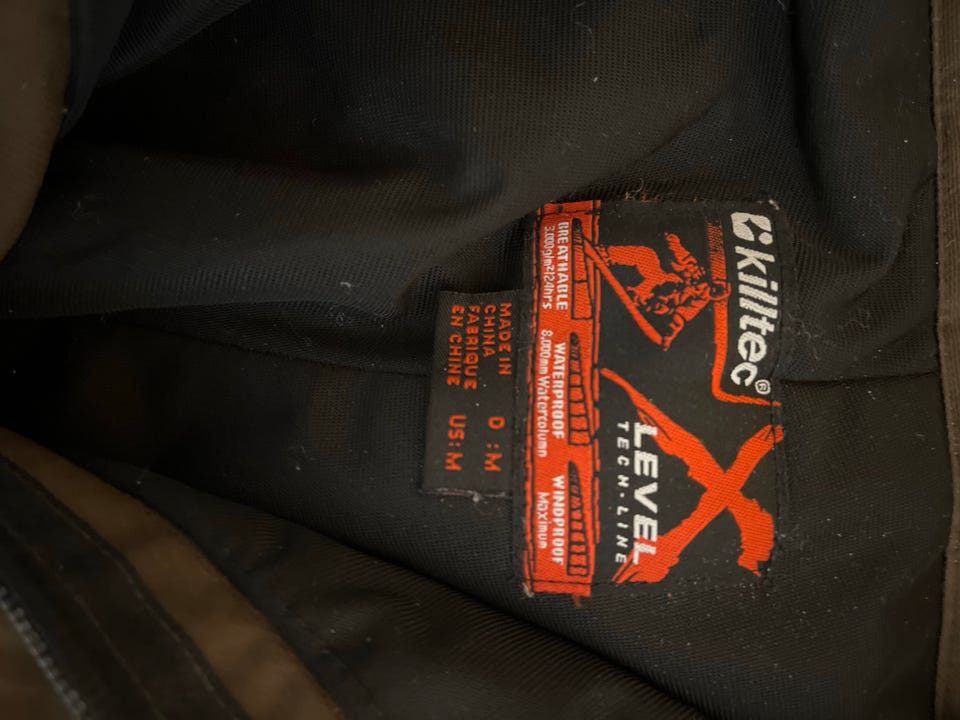 killtec®
LEVEL
TECH·LINE
BREATHABLE
3.000g/m²/24hrs
WATERPROOF
8.000mm Watercolumn
WINDPROOF
Maximum
MADE IN
CHINA
FABRIQUE
EN CHINE
D :M
US:M